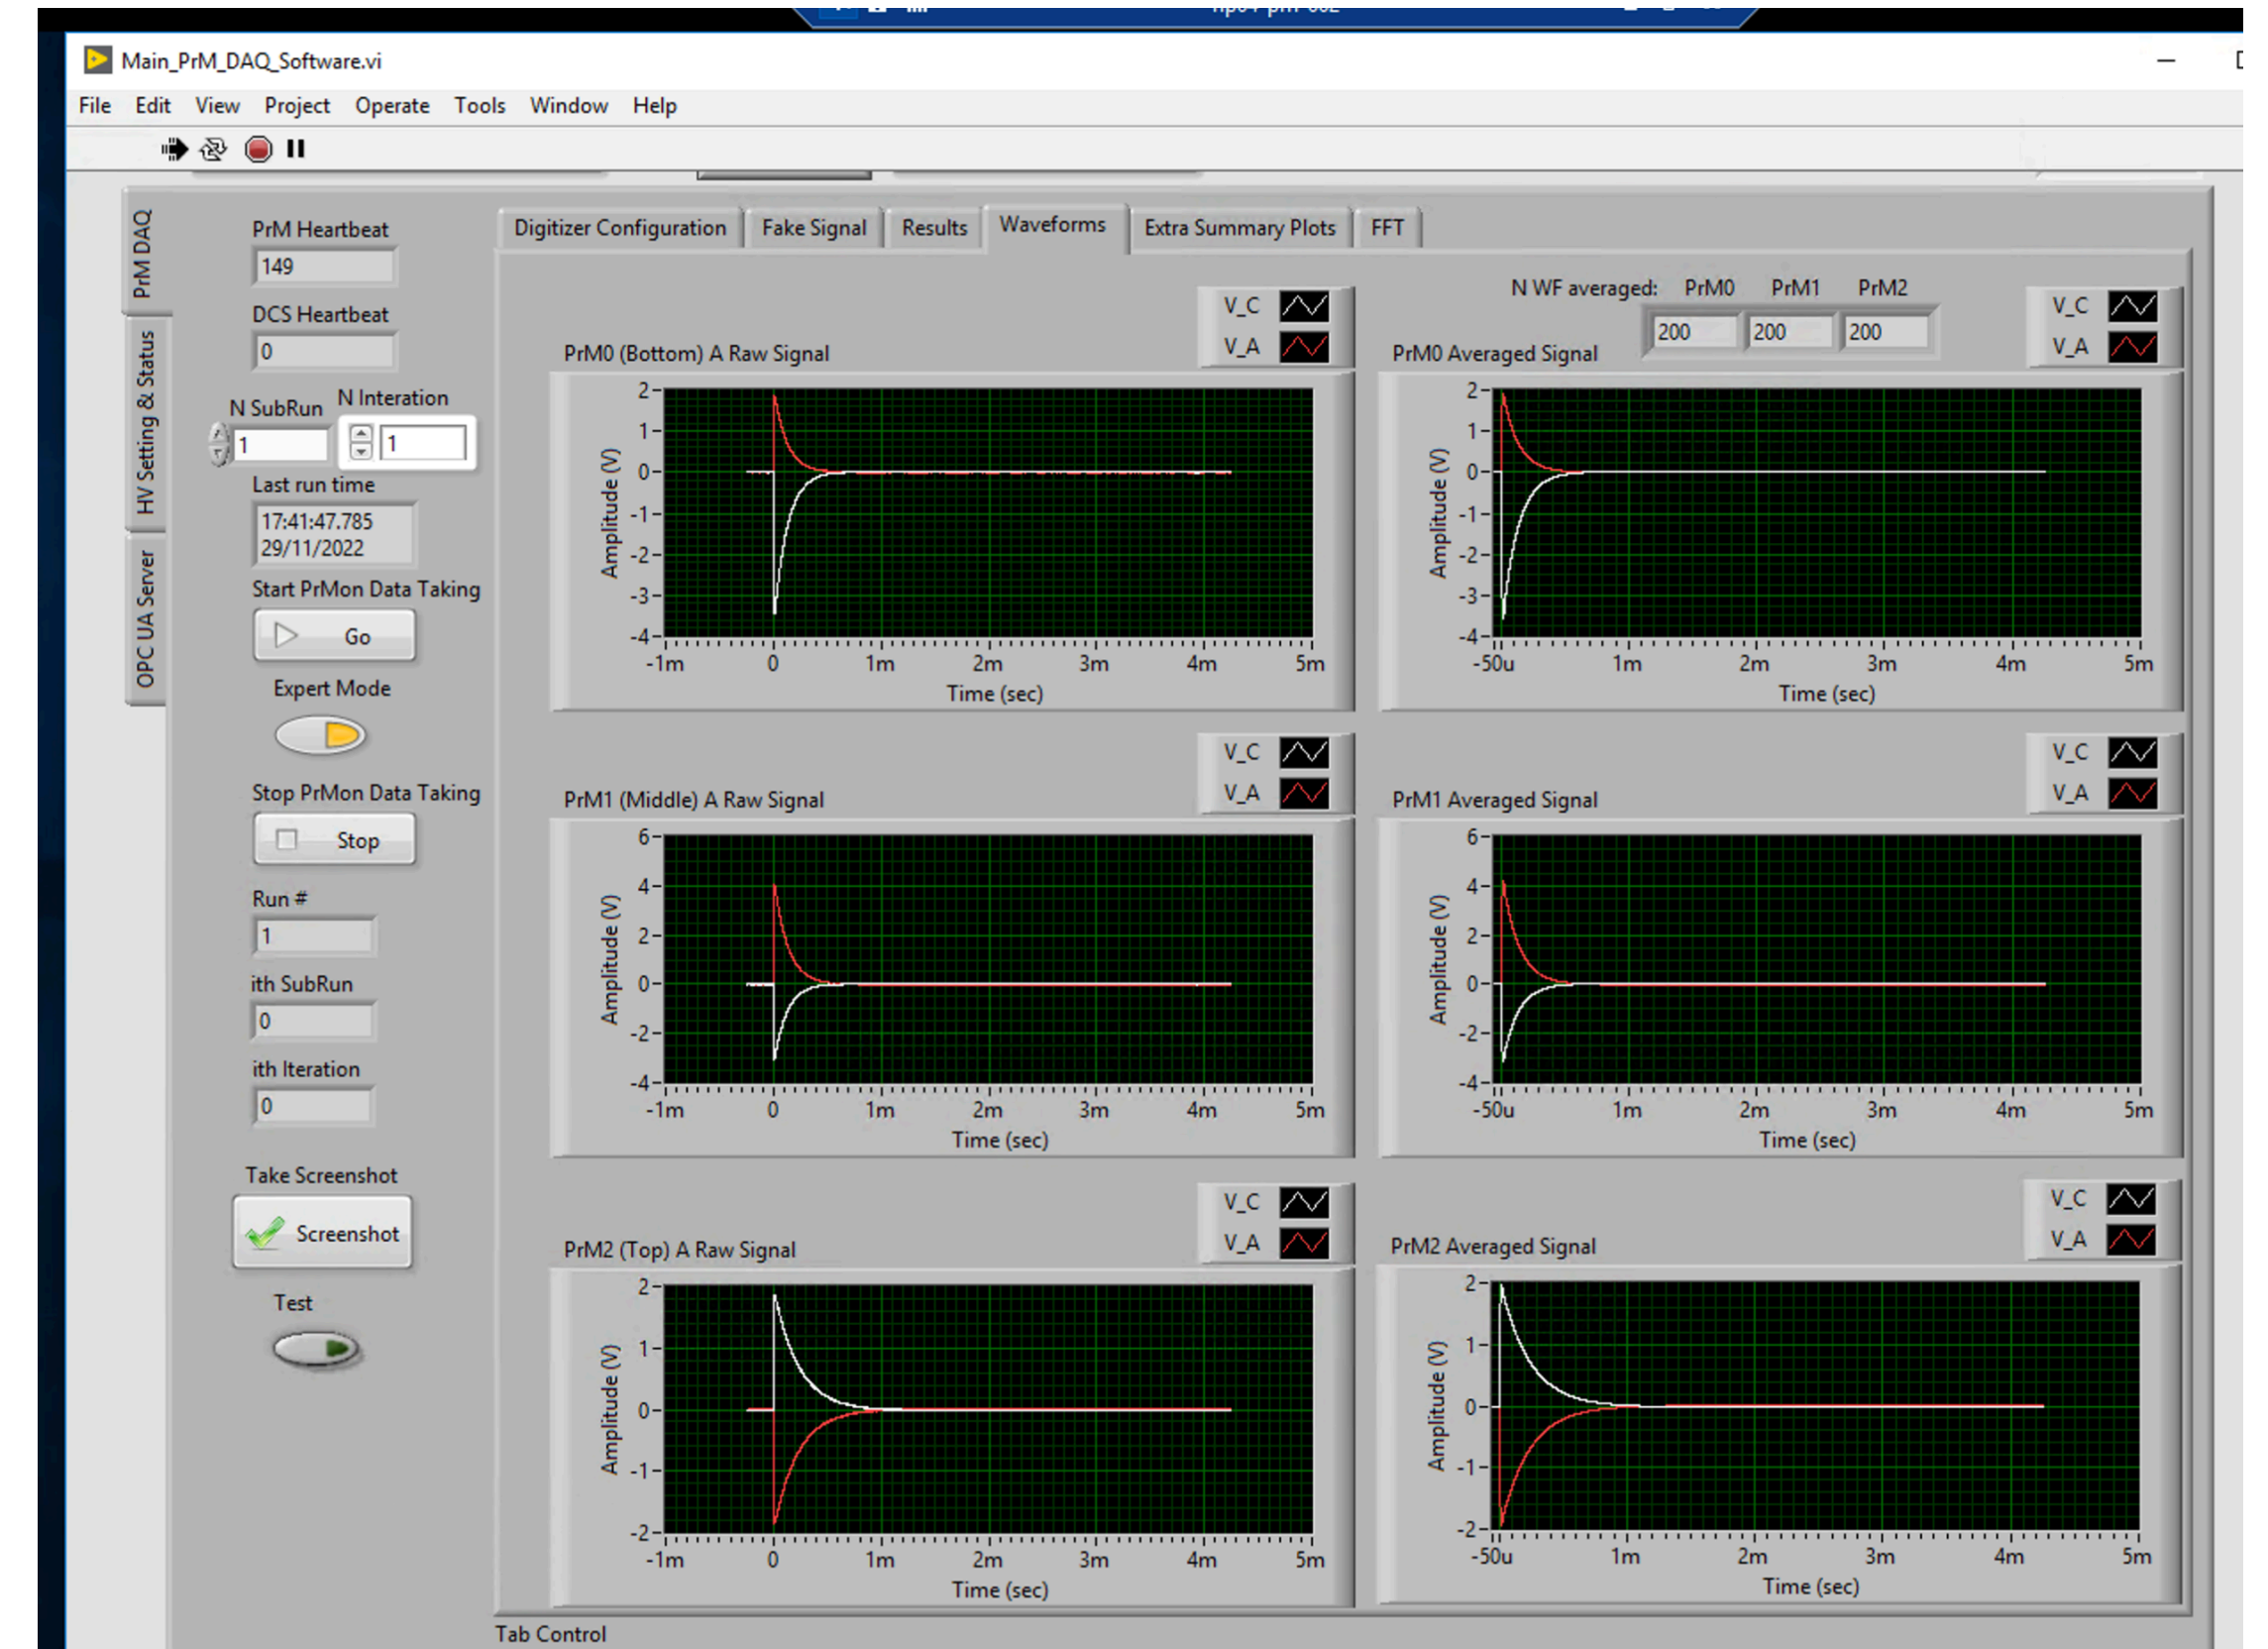 Main_PrM_DAQ_Software.vi
File Edit View Project Operate Tools Window Help
PrM DAQ
HV Setting & Status
OPC UA Server
PrM Heartbeat
149
DCS Heartbeat
0
N SubRun N Interation
1 1
Last run time
17:41:47.785
29/11/2022
Start PrMon Data Taking
Go
Expert Mode
Stop PrMon Data Taking
Stop
Run #
1
ith SubRun
0
ith Iteration
0
Take Screenshot
Screenshot
Test
Digitizer Configuration Fake Signal Results Waveforms Extra Summary Plots FFT
N WF averaged: PrM0 PrM1 PrM2
200 200 200
PrM0 (Bottom) A Raw Signal
V_C
V_A
Amplitude (V)
2
1
0
-1
-2
-3
-4
-1m 0 1m 2m 3m 4m 5m
Time (sec)
PrM0 Averaged Signal
V_C
V_A
Amplitude (V)
2
1
0
-1
-2
-3
-4
-50u 1m 2m 3m 4m 5m
Time (sec)
PrM1 (Middle) A Raw Signal
V_C
V_A
Amplitude (V)
6
4
2
0
-2
-4
-1m 0 1m 2m 3m 4m 5m
Time (sec)
PrM1 Averaged Signal
V_C
V_A
Amplitude (V)
6
4
2
0
-2
-4
-50u 1m 2m 3m 4m 5m
Time (sec)
PrM2 (Top) A Raw Signal
V_C
V_A
Amplitude (V)
2
1
0
-1
-2
-1m 0 1m 2m 3m 4m 5m
Time (sec)
PrM2 Averaged Signal
V_C
V_A
Amplitude (V)
2
1
0
-1
-2
-50u 1m 2m 3m 4m 5m
Time (sec)
Tab Control